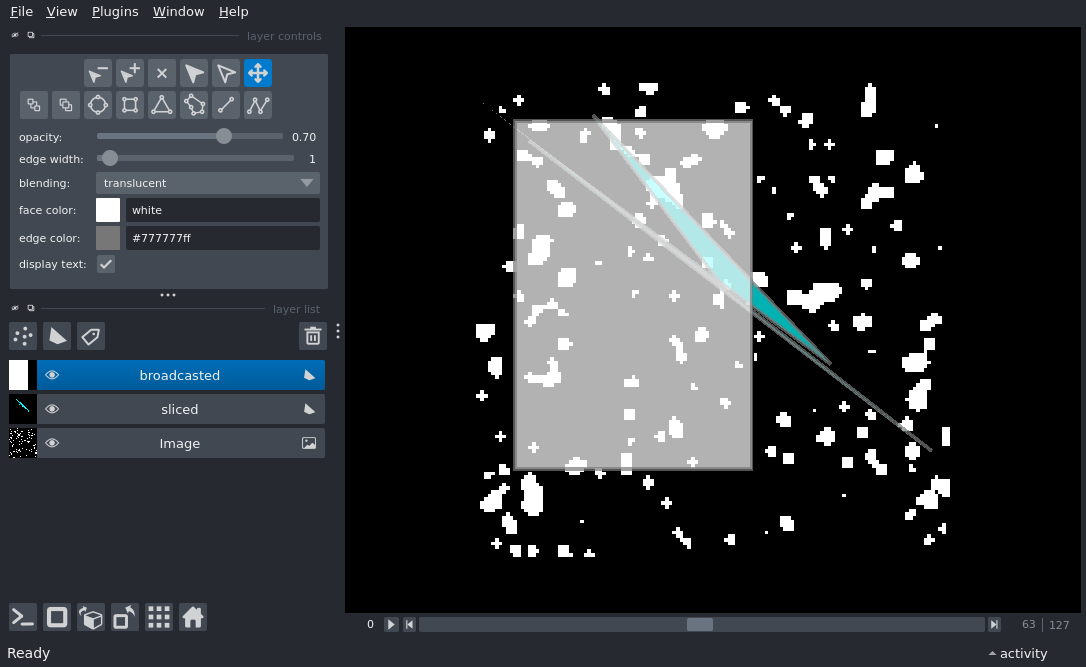 File View Plugins Window Help
layer controls
opacity: 0.70
edge width: 1
blending: translucent
face color: white
edge color: #777777ff
display text:
layer list
broadcasted
sliced
Image
0 63 127
Ready activity